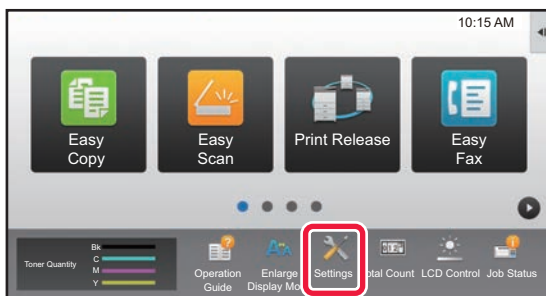 10:15 AM
Easy
Copy
Easy
Scan
Print Release
Easy
Fax
Toner Quantity
Bk
C
M
Y
Operation
Guide
Enlarge
Display Mo
Settings
otal Count
LCD Control
Job Status